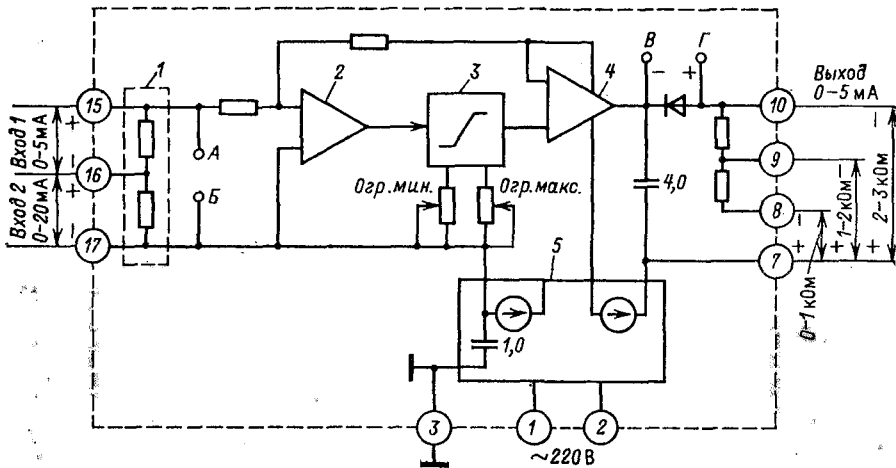 1
2
3
4
В
Г
Выход
0-5 мА
15
16
17
10
9
8
7
+
Вход 1
0-5мА
-
+
Вход 2
0-20мА
-
А
Б
Огр.мин.
Огр.макс.
-
+
4,0
-
-
-
1-2кОм
2-3кОм
0-1кОм
+
+
+
5
1,0
3
1
2
~220 В